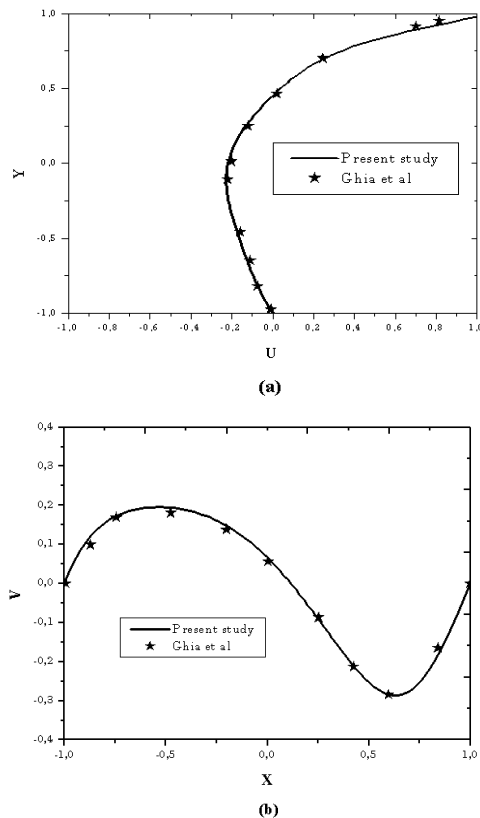 1,0
0,5
0,0
-0,5
-1,0
Y
Present study
Ghia et al
-1,0 -0,8 -0,6 -0,4 -0,2 0,0 0,2 0,4 0,6 0,8 1,0
U
(a)
0,4
0,3
0,2
0,1
0,0
-0,1
-0,2
-0,3
-0,4
V
Present study
Ghia et al
-1,0 -0,5 0,0 0,5 1,0
X
(b)